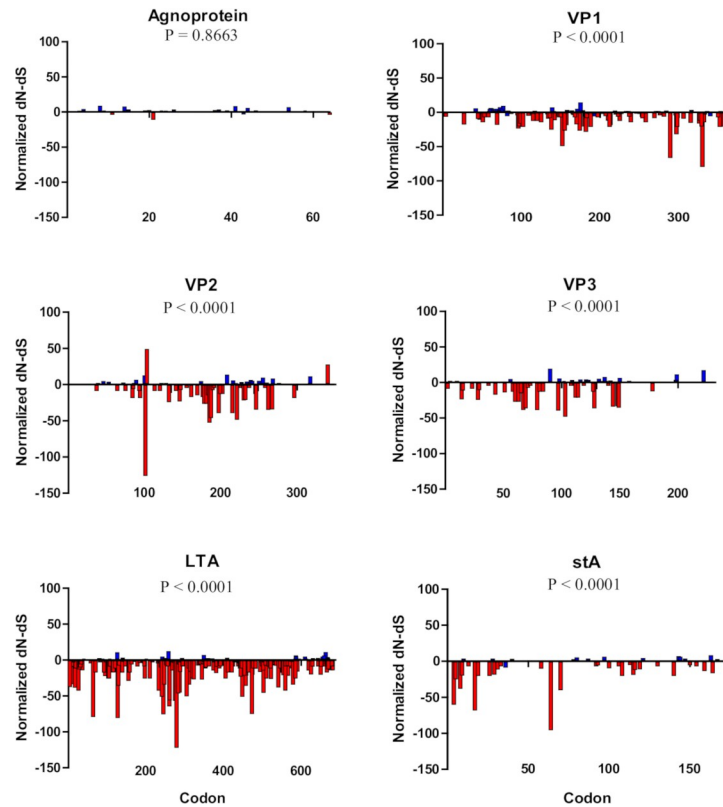 Agnoprotein
P = 0.8663
Normalized dN-dS
100
50
0
-50
-100
-150
20
40
60
VP1
P < 0.0001
Normalized dN-dS
100
50
0
-50
-100
-150
100
200
300
VP2
P < 0.0001
Normalized dN-dS
100
50
0
-50
-100
-150
100
200
300
VP3
P < 0.0001
Normalized dN-dS
100
50
0
-50
-100
-150
50
100
150
200
LTA
P < 0.0001
Normalized dN-dS
100
50
0
-50
-100
-150
200
400
600
Codon
stA
P < 0.0001
Normalized dN-dS
100
50
0
-50
-100
-150
50
100
150
Codon